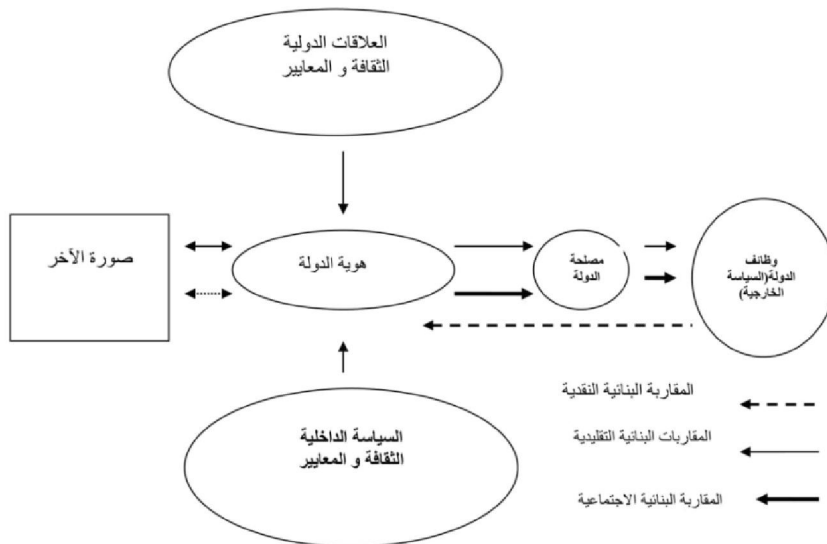 العلاقات الدولية
الثقافة و المعايير
صورة الآخر
هوية الدولة
مصلحة
الدولة
وظائف
الدولة(السياسة
الخارجية)
السياسة الداخلية
الثقافة و المعايير
المقاربة البنائية النقدية
المقاربات البنائية التقليدية
المقاربة البنائية الاجتماعية